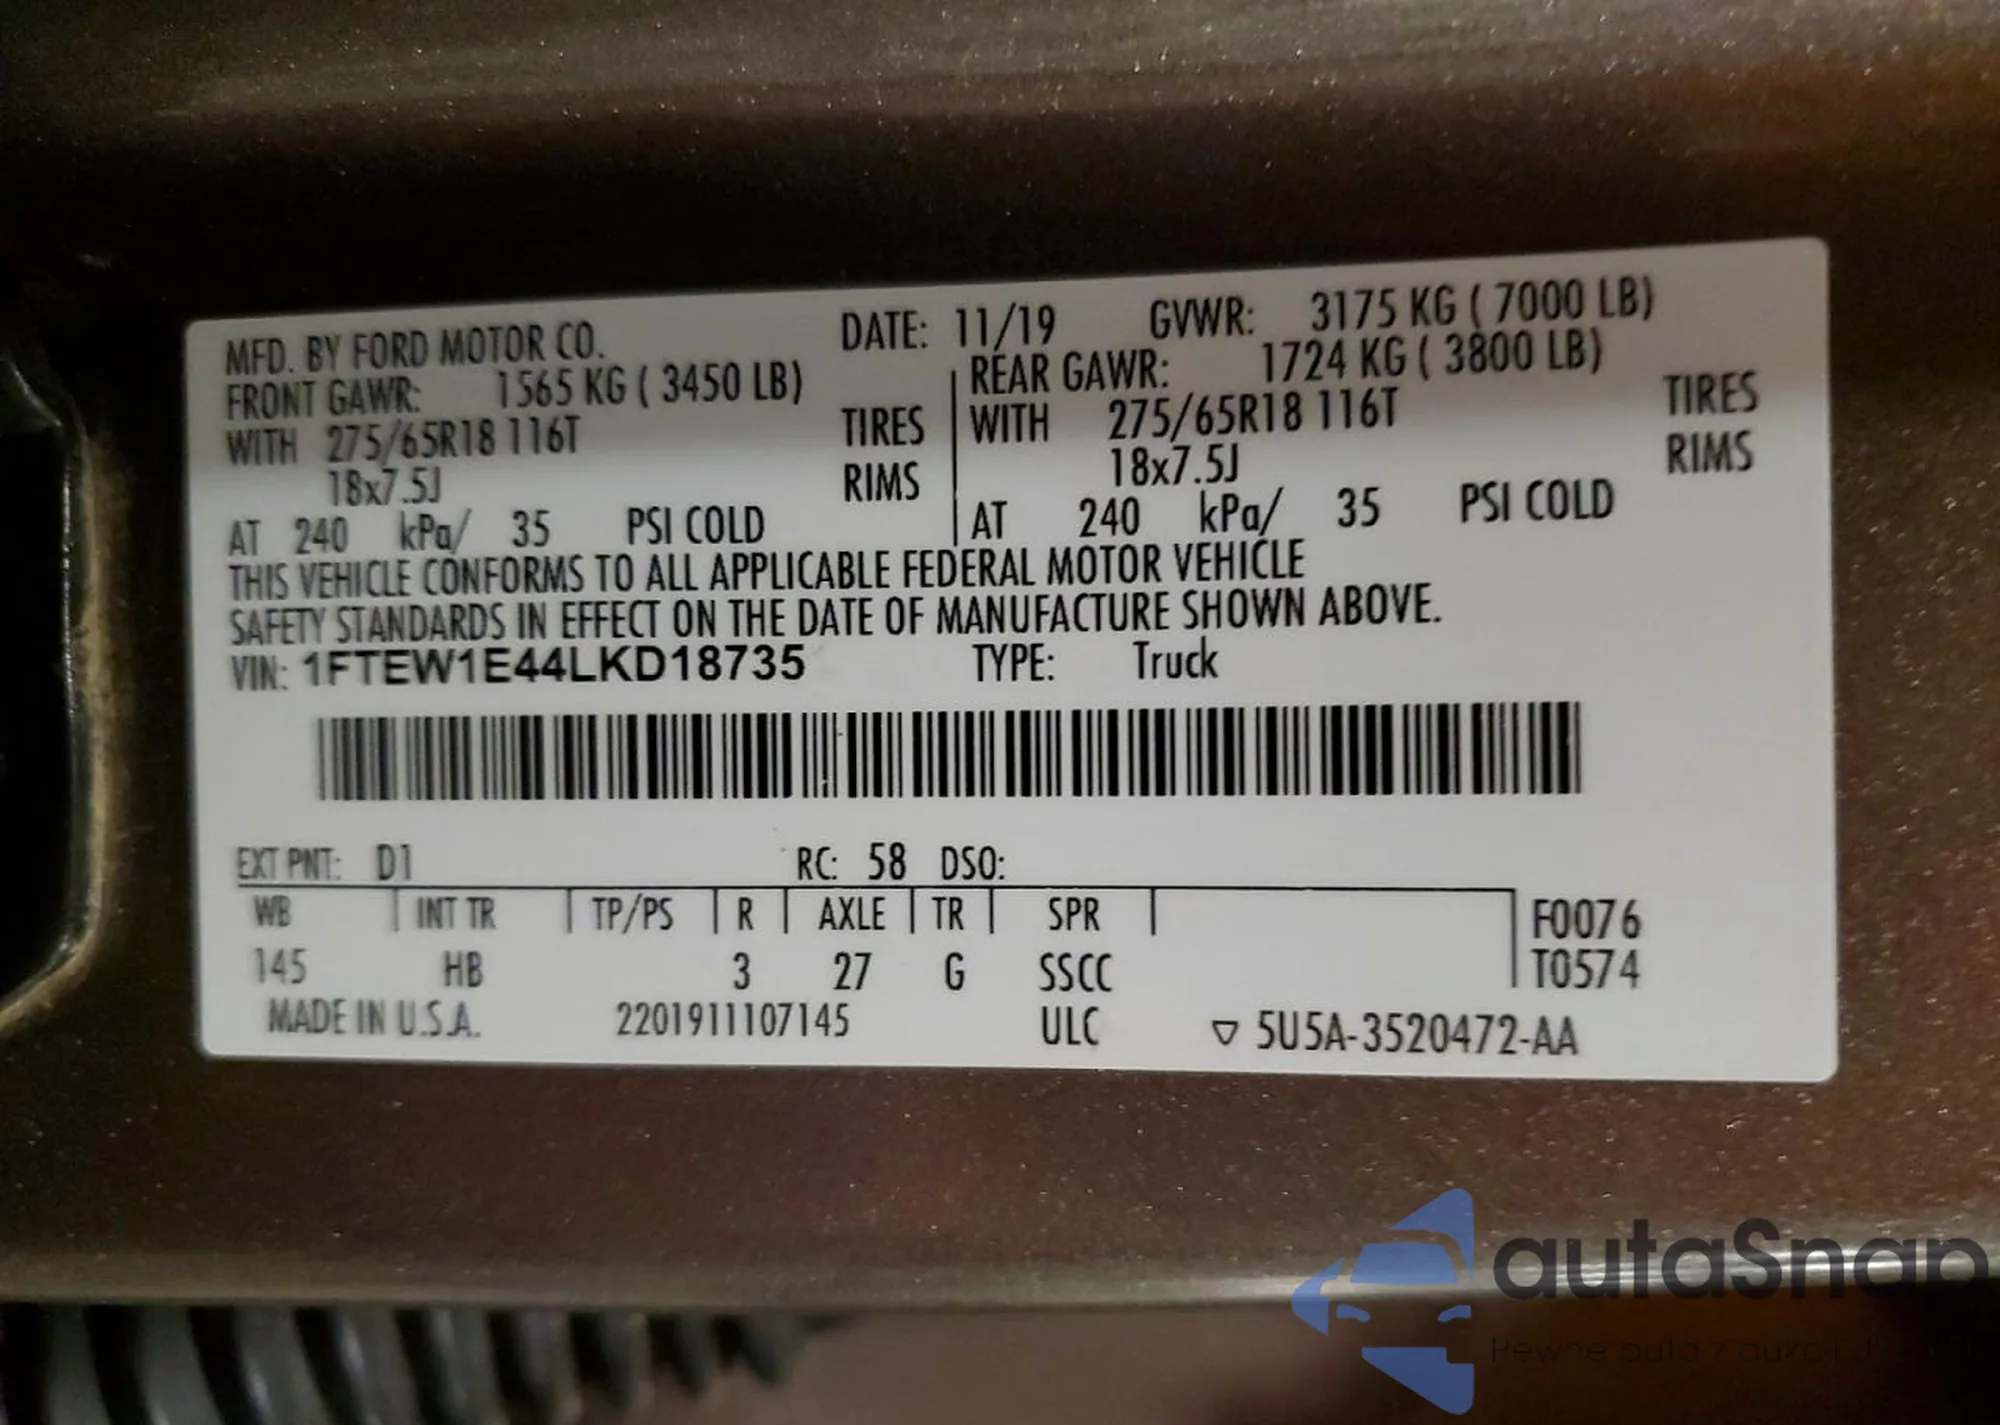 MFD. BY FORD MOTOR CO. DATE: 11/19 GVWR: 3175 KG ( 7000 LB)
FRONT GAWR: 1565 KG ( 3450 LB) REAR GAWR: 1724 KG ( 3800 LB)
WITH 275/65R18 116T TIRES WITH 275/65R18 116T TIRES
18x7.5J RIMS 18x7.5J RIMS
AT 240 kPa/ 35 PSI COLD AT 240 kPa/ 35 PSI COLD
THIS VEHICLE CONFORMS TO ALL APPLICABLE FEDERAL MOTOR VEHICLE
SAFETY STANDARDS IN EFFECT ON THE DATE OF MANUFACTURE SHOWN ABOVE.
VIN: 1FTEW1E44LKD18735 TYPE: Truck
EXT PNT: D1 RC: 58 DSO:
WB INT TR TP/PS R AXLE TR SPR F0076
145 HB 3 27 G SSCC T0574
MADE IN U.S.A. 2201911107145 ULC ▽ 5U5A-3520472-AA
autaSnap
Pewne auta z